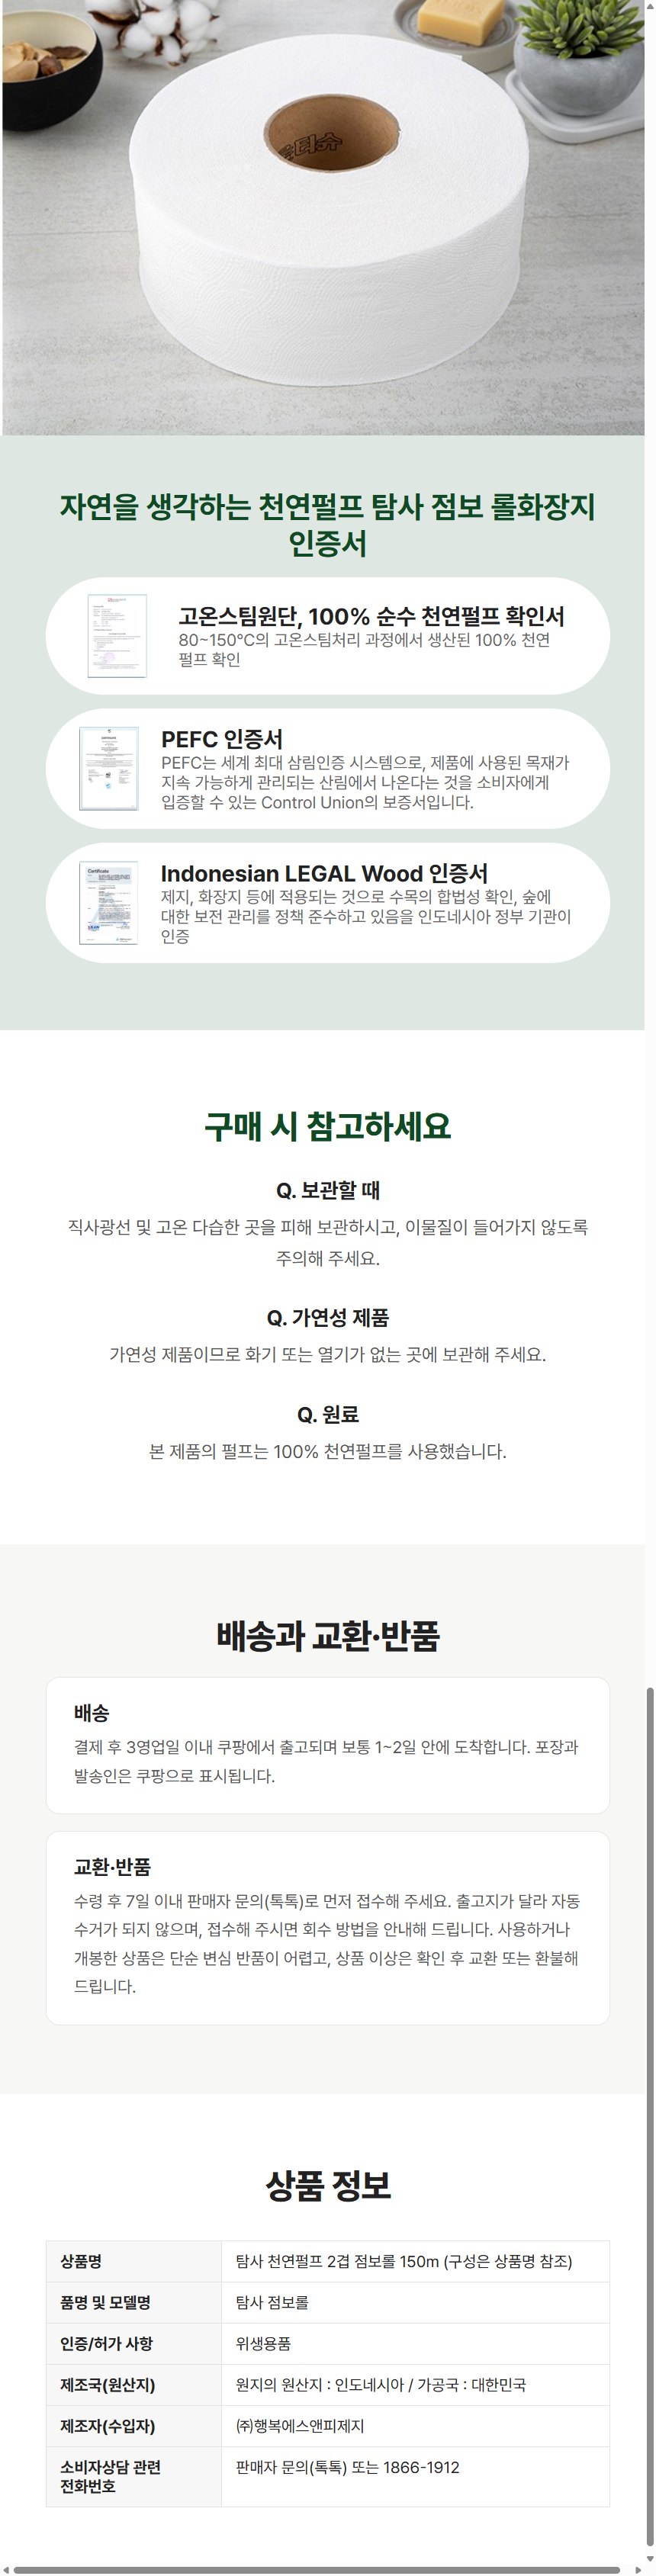 티슈
자연을 생각하는 천연펄프 탐사 점보 롤화장지
인증서
고온스팀원단, 100% 순수 천연펄프 확인서
80~150°C의 고온스팀처리 과정에서 생산된 100% 천연
펄프 확인
PEFC 인증서
PEFC는 세계 최대 삼림인증 시스템으로, 제품에 사용된 목재가
지속 가능하게 관리되는 산림에서 나온다는 것을 소비자에게
입증할 수 있는 Control Union의 보증서입니다.
Certificate
Indonesian LEGAL Wood 인증서
제지, 화장지 등에 적용되는 것으로 수목의 합법성 확인, 숲에
대한 보전 관리를 정책 준수하고 있음을 인도네시아 정부 기관이
인증
구매 시 참고하세요
Q. 보관할 때
직사광선 및 고온 다습한 곳을 피해 보관하시고, 이물질이 들어가지 않도록
주의해 주세요.
Q. 가연성 제품
가연성 제품이므로 화기 또는 열기가 없는 곳에 보관해 주세요.
Q. 원료
본 제품의 펄프는 100% 천연펄프를 사용했습니다.
배송과 교환·반품
배송
결제 후 3영업일 이내 쿠팡에서 출고되며 보통 1~2일 안에 도착합니다. 포장과
발송인은 쿠팡으로 표시됩니다.
교환·반품
수령 후 7일 이내 판매자 문의(톡톡)로 먼저 접수해 주세요. 출고지가 달라 자동
수거가 되지 않으며, 접수해 주시면 회수 방법을 안내해 드립니다. 사용하거나
개봉한 상품은 단순 변심 반품이 어렵고, 상품 이상은 확인 후 교환 또는 환불해
드립니다.
상품 정보
상품명 탐사 천연펄프 2겹 점보롤 150m (구성은 상품명 참조)
품명 및 모델명 탐사 점보롤
인증/허가 사항 위생용품
제조국(원산지) 원지의 원산지 : 인도네시아 / 가공국 : 대한민국
제조자(수입자) ㈜행복에스앤피제지
소비자상담 관련 판매자 문의(톡톡) 또는 1866-1912
전화번호